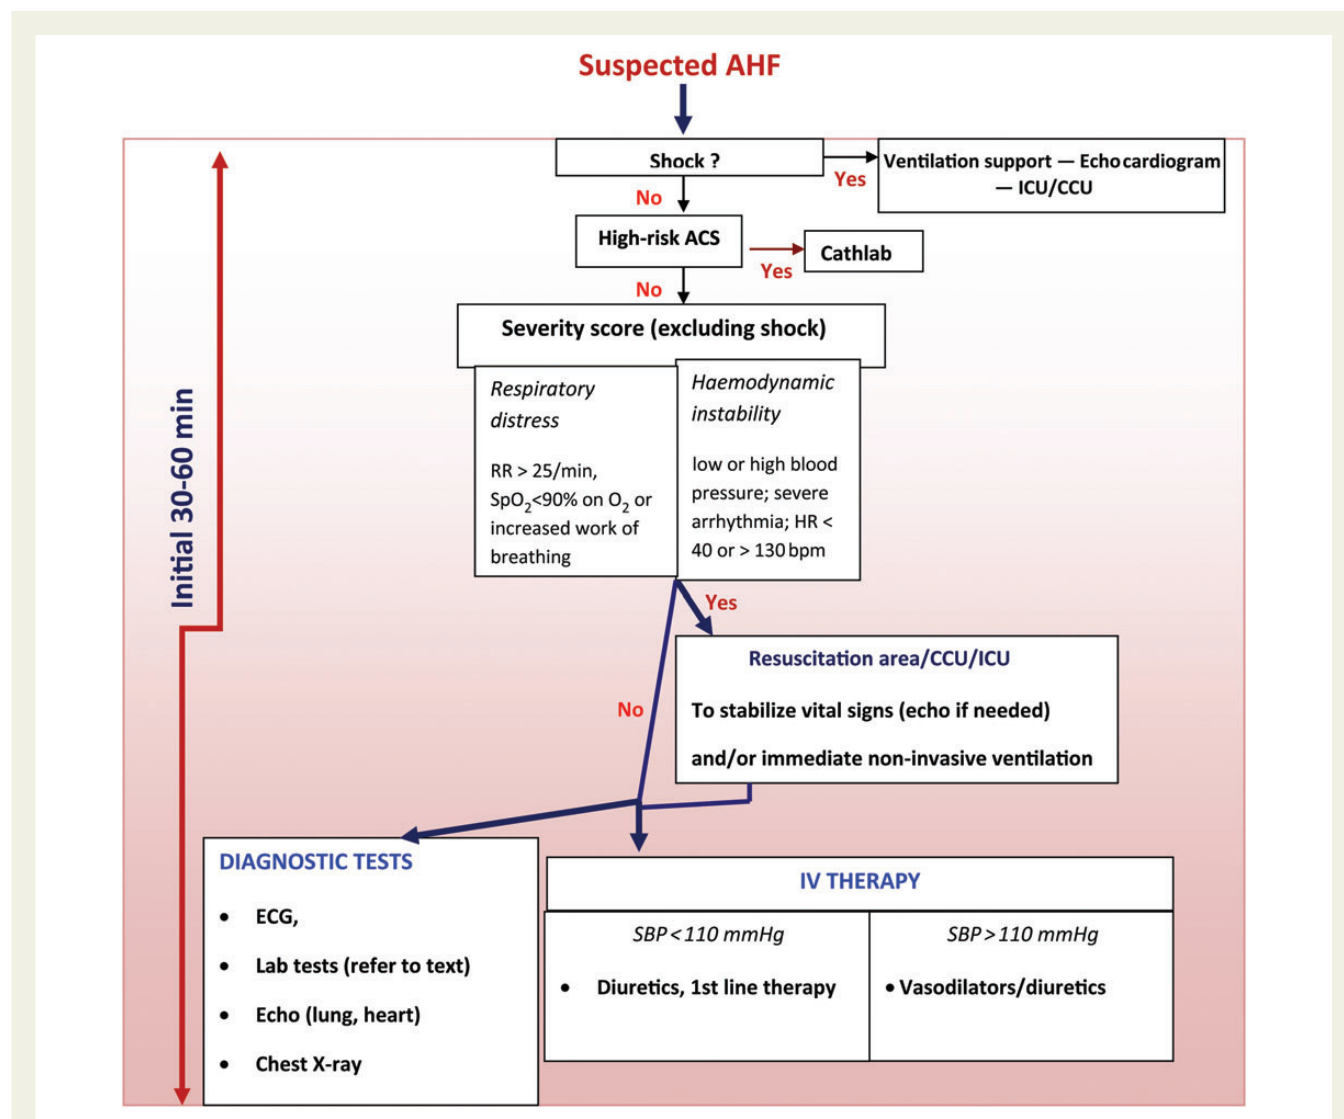 Suspected AHF
Shock ?
Yes
Ventilation support — Echocardiogram
— ICU/CCU
No
High-risk ACS
Yes
Cathlab
No
Severity score (excluding shock)
Respiratory
distress
RR > 25/min,
SpO₂<90% on O₂ or
increased work of
breathing
Haemodynamic
instability
low or high blood
pressure; severe
arrhythmia; HR <
40 or > 130 bpm
Initial 30-60 min
Yes
No
Resuscitation area/CCU/ICU
To stabilize vital signs (echo if needed)
and/or immediate non-invasive ventilation
DIAGNOSTIC TESTS
• ECG,
• Lab tests (refer to text)
• Echo (lung, heart)
• Chest X-ray
IV THERAPY
SBP < 110 mmHg
• Diuretics, 1st line therapy
SBP > 110 mmHg
• Vasodilators/diuretics